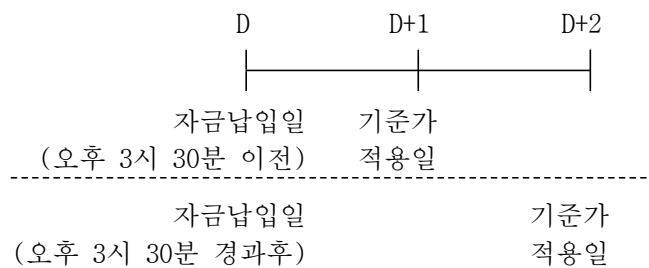 D D+1 D+2
자금납입일 기준가
(오후 3시 30분 이전) 적용일
자금납입일 기준가
(오후 3시 30분 경과후) 적용일